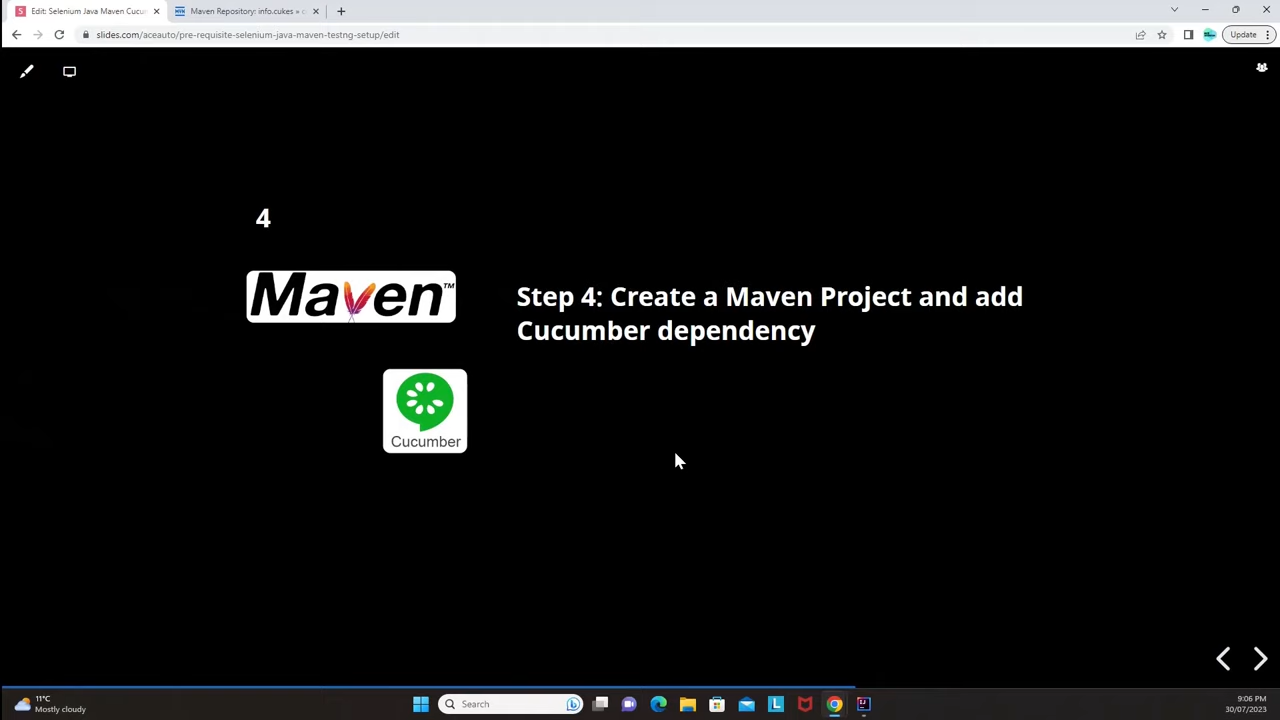 Edit: Selenium Java Maven Cucum
Maven Repository: info.cukes » c
slides.com/aceauto/pre-requisite-selenium-java-maven-testng-setup/edit
Update
4
Maven™
Step 4: Create a Maven Project and add
Cucumber dependency
Cucumber
11°C
Mostly cloudy
Search
9:06 PM
30/07/2023